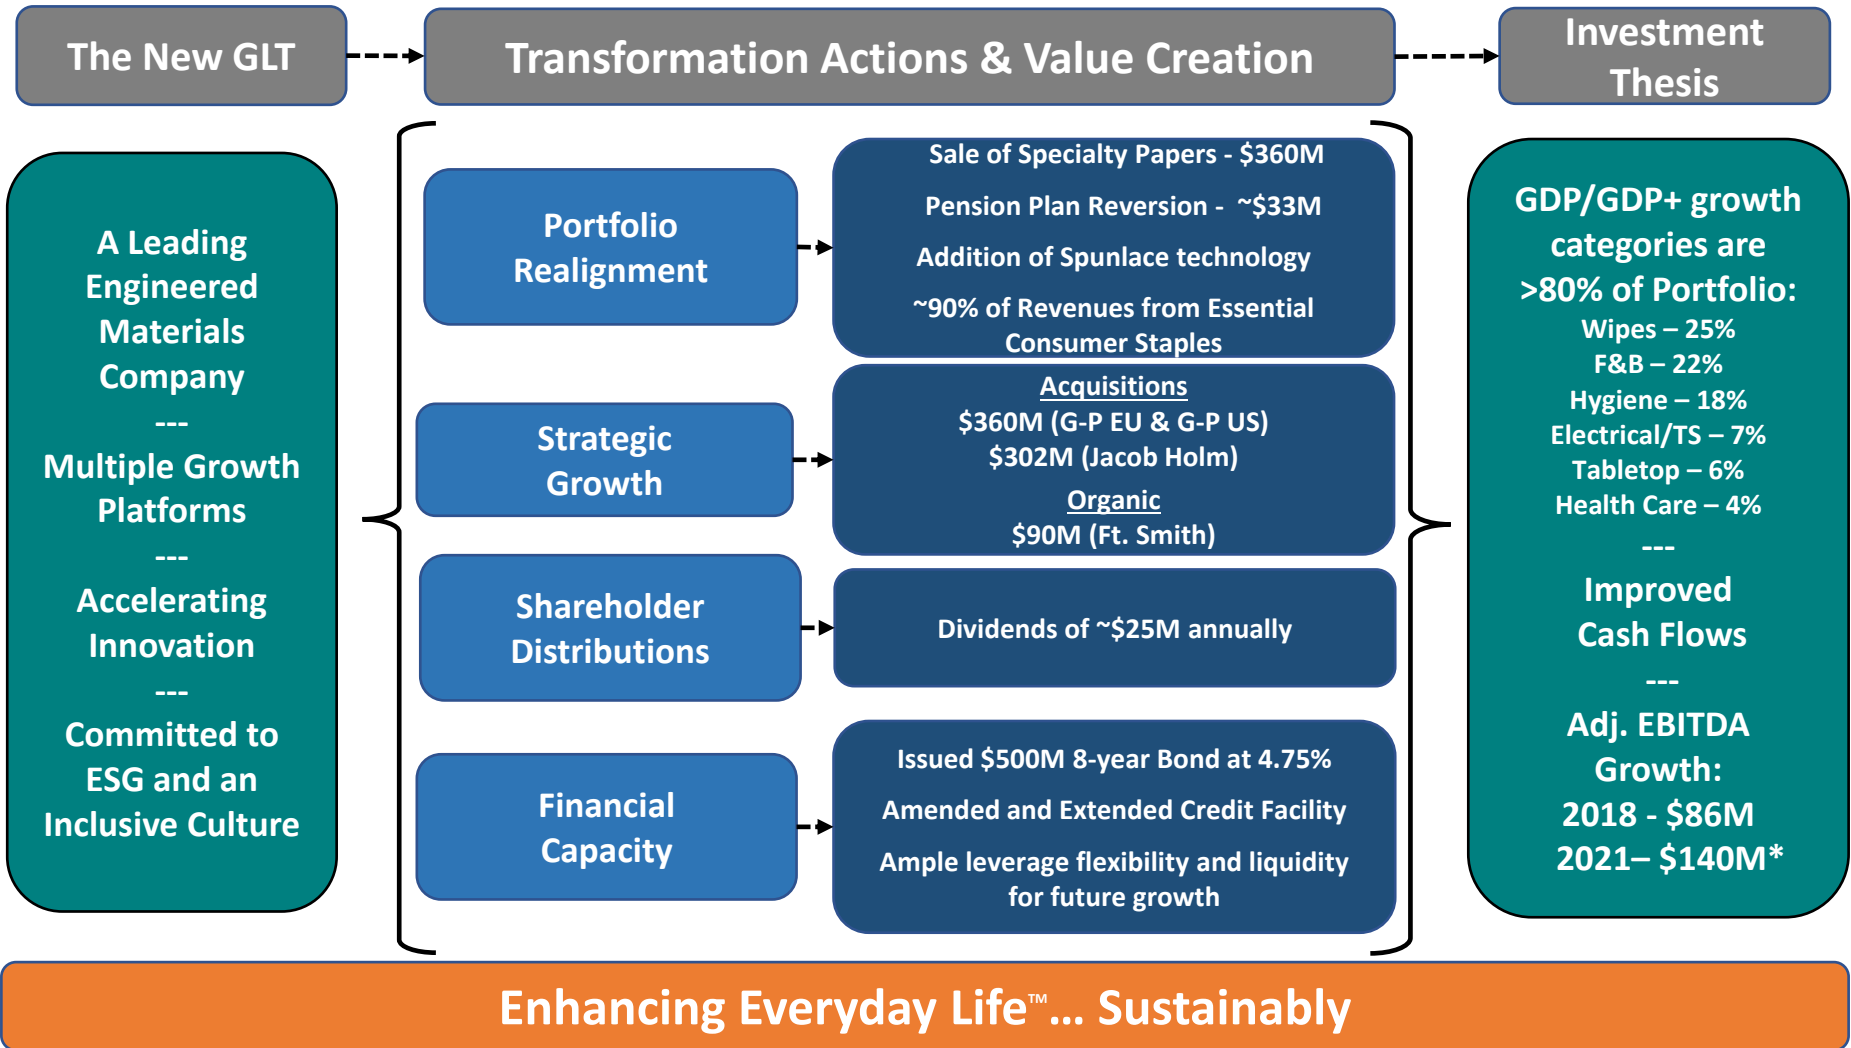 The New GLT
Transformation Actions & Value Creation
Investment
Thesis
A Leading
Engineered
Materials
Company
---
Multiple Growth
Platforms
---
Accelerating
Innovation
---
Committed to
ESG and an
Inclusive Culture
Portfolio
Realignment
Sale of Specialty Papers - $360M
Pension Plan Reversion - ~$33M
Addition of Spunlace technology
~90% of Revenues from Essential
Consumer Staples
Strategic
Growth
Acquisitions
$360M (G-P EU & G-P US)
$302M (Jacob Holm)
Organic
$90M (Ft. Smith)
Shareholder
Distributions
Dividends of ~$25M annually
Financial
Capacity
Issued $500M 8-year Bond at 4.75%
Amended and Extended Credit Facility
Ample leverage flexibility and liquidity
for future growth
GDP/GDP+ growth
categories are
>80% of Portfolio:
Wipes – 25%
F&B – 22%
Hygiene – 18%
Electrical/TS – 7%
Tabletop – 6%
Health Care – 4%
---
Improved
Cash Flows
---
Adj. EBITDA
Growth:
2018 - $86M
2021– $140M*
Enhancing Everyday Life™... Sustainably